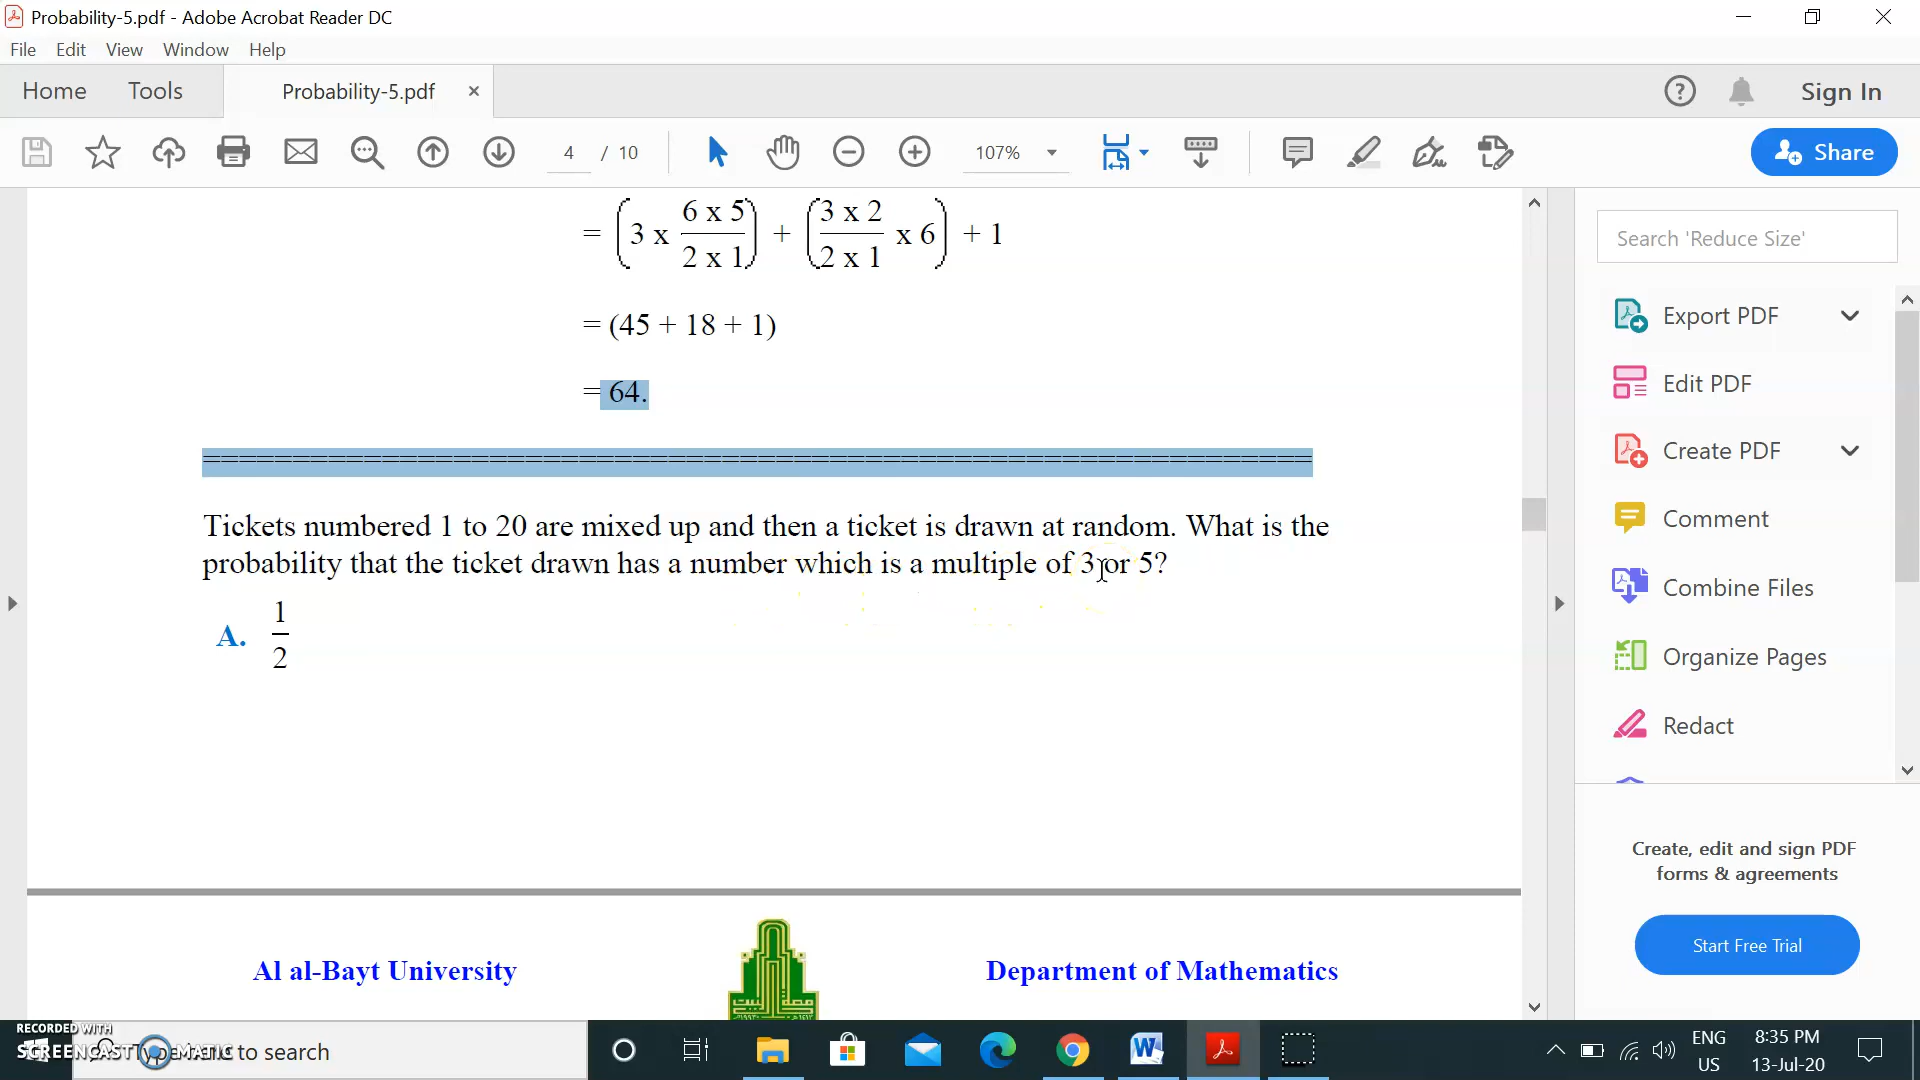 Probability-5.pdf - Adobe Acrobat Reader DC
File Edit View Window Help
Home Tools Probability-5.pdf × Sign In
4 / 10 107% Share
= (3 x 6 x 5 / 2 x 1) + (3 x 2 / 2 x 1 x 6) + 1
= (45 + 18 + 1)
= 64.
Tickets numbered 1 to 20 are mixed up and then a ticket is drawn at random. What is the
probability that the ticket drawn has a number which is a multiple of 3 or 5?
A. 1/2
Al al-Bayt University
Department of Mathematics
Search 'Reduce Size'
Export PDF
Edit PDF
Create PDF
Comment
Combine Files
Organize Pages
Redact
Create, edit and sign PDF
forms & agreements
Start Free Trial
RECORDED WITH
SCREENCAST MATIC
to search
ENG
US
8:35 PM
13-Jul-20